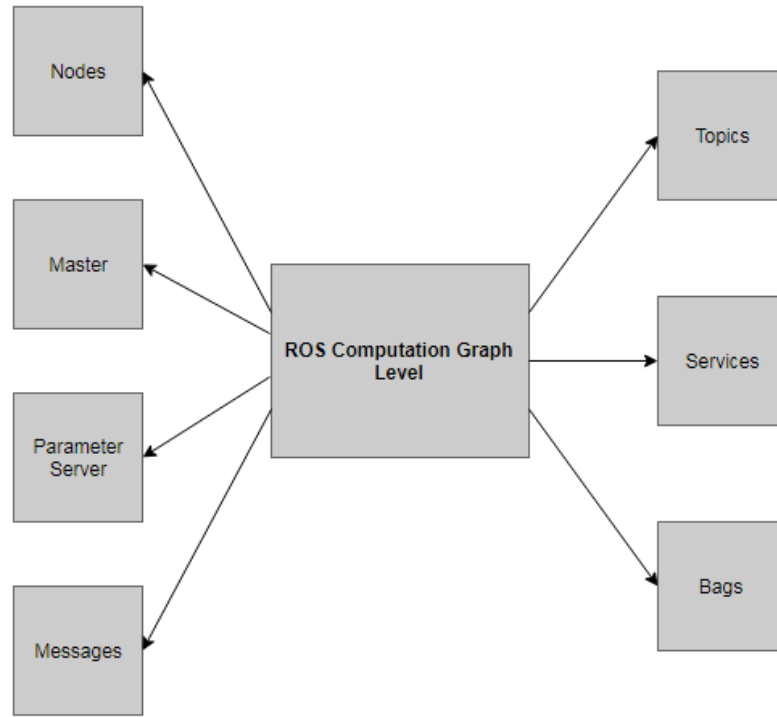 Nodes
Topics
Master
ROS Computation Graph
Level
Services
Parameter
Server
Bags
Messages